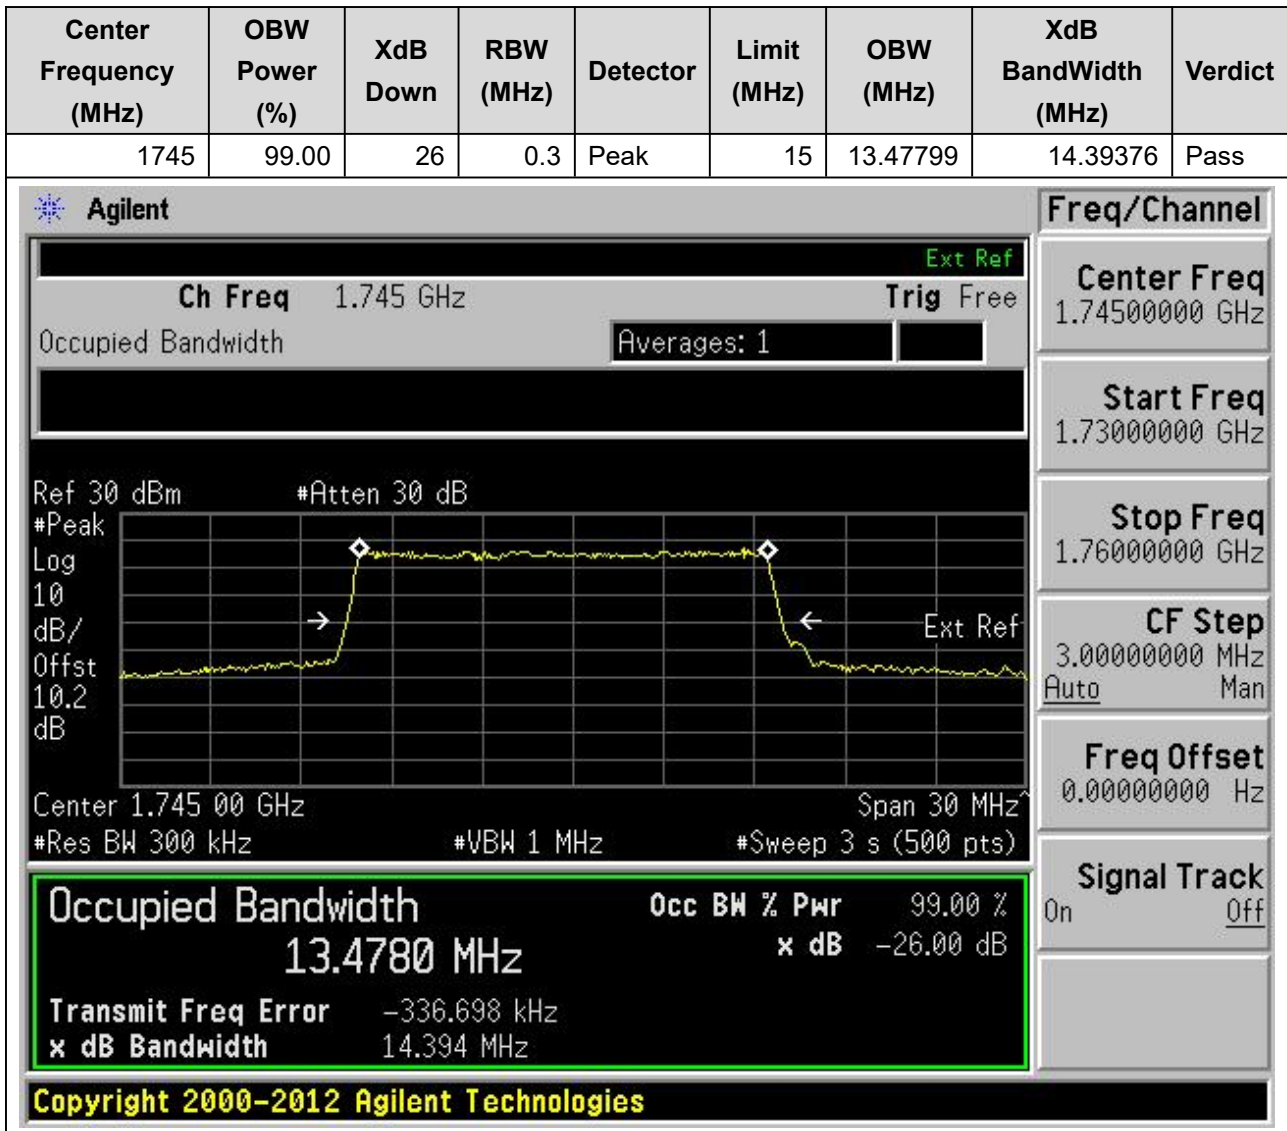 Center Frequency (MHz) OBW Power (%) XdB Down RBW (MHz) Detector Limit (MHz) OBW (MHz) XdB BandWidth (MHz) Verdict
1745 99.00 26 0.3 Peak 15 13.47799 14.39376 Pass
Agilent
Freq/Channel
Ext Ref
Ch Freq 1.745 GHz Trig Free
Occupied Bandwidth Averages: 1
Center Freq
1.74500000 GHz
Start Freq
1.73000000 GHz
Stop Freq
1.76000000 GHz
CF Step
3.00000000 MHz
Auto Man
Freq Offset
0.00000000 Hz
Signal Track
On Off
Ref 30 dBm #Atten 30 dB
#Peak
Log
10
dB/
Offst
10.2
dB
Ext Ref
Center 1.745 00 GHz Span 30 MHz^
#Res BW 300 kHz #VBW 1 MHz #Sweep 3 s (500 pts)
Occupied Bandwidth Occ BW % Pwr 99.00 %
13.4780 MHz x dB -26.00 dB
Transmit Freq Error -336.698 kHz
x dB Bandwidth 14.394 MHz
Copyright 2000-2012 Agilent Technologies